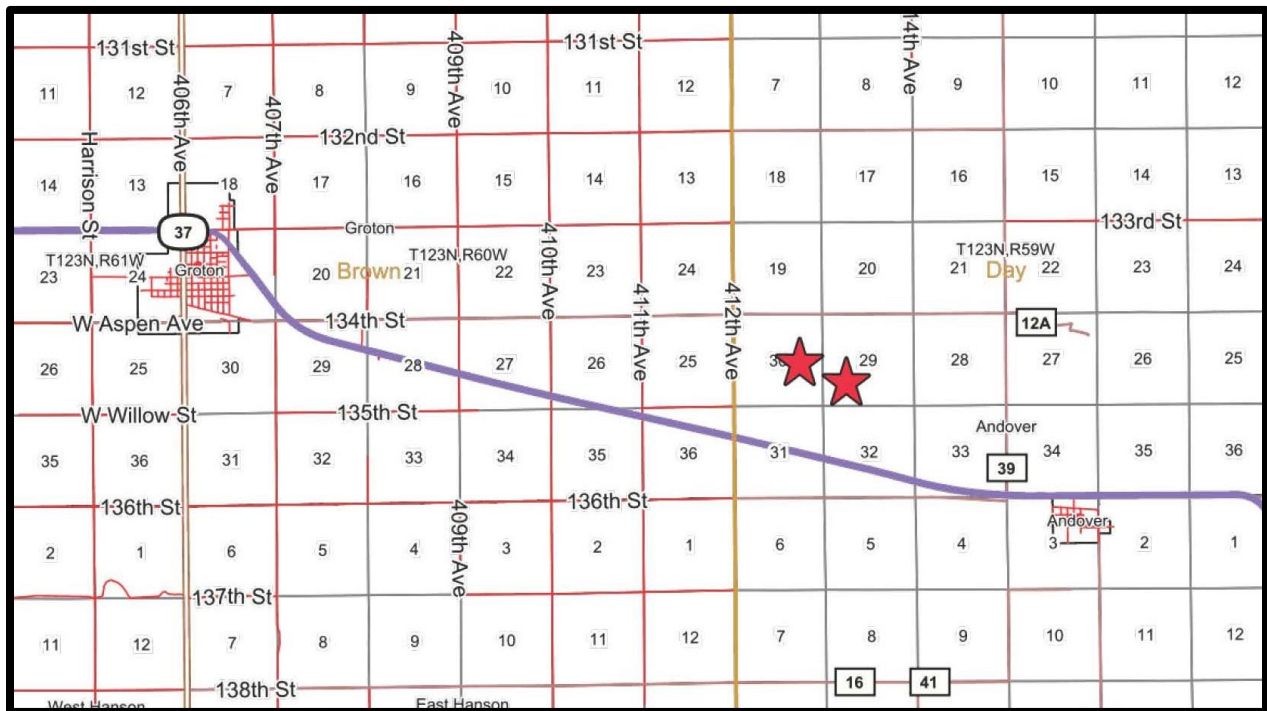 131st St 131st St
409th Ave
14th Ave
11 12 7 8 9 10 11 12 7 8 9 10 11 12
406th Ave
407th Ave
Harrison St
132nd St
14 13 18 17 16 15 14 13 18 17 16 15 14 13
133rd St
37
Groton
410th Ave
T123N,R61W T123N,R60W T123N,R59W
23 24 Groton 20 Brown 21 22 23 24 19 20 21 Day 22 23 24
411th Ave
412th Ave
W Aspen Ave 134th St
12A
26 25 30 29 28 27 26 25 30 29 28 27 26 25
W Willow St 135th St
Andover
35 36 31 32 33 34 35 36 31 32 33 34 35 36
39
136th St 136th St
409th Ave
Andover
2 1 6 5 4 3 2 1 6 5 4 3 2 1
137th St
11 12 7 8 9 10 11 12 7 8 9 10 11 12
16 41
138th St
West Hanson East Hanson